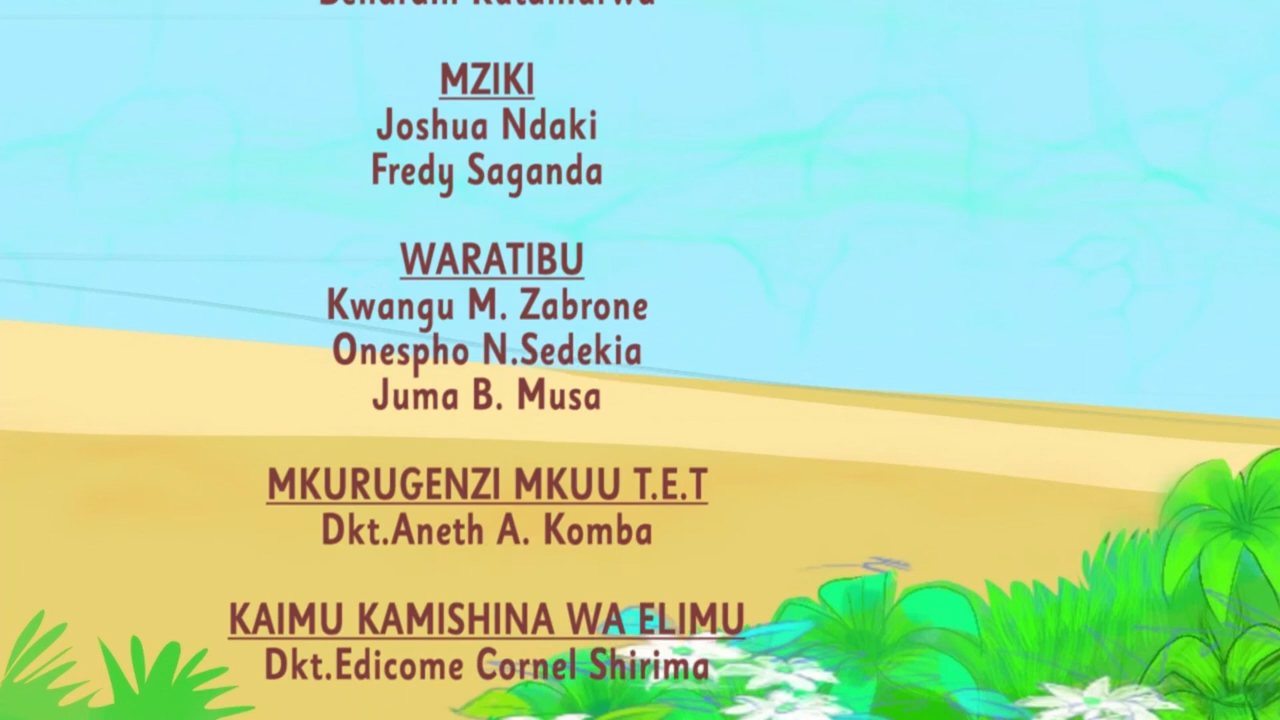 MZIKI
Joshua Ndaki
Fredy Saganda
WARATIBU
Kwangu M. Zabrone
Onespho N.Sedekia
Juma B. Musa
MKURUGENZI MKUU T.E.T
Dkt.Aneth A. Komba
KAIMU KAMISHINA WA ELIMU
Dkt.Edicome Cornel Shirima